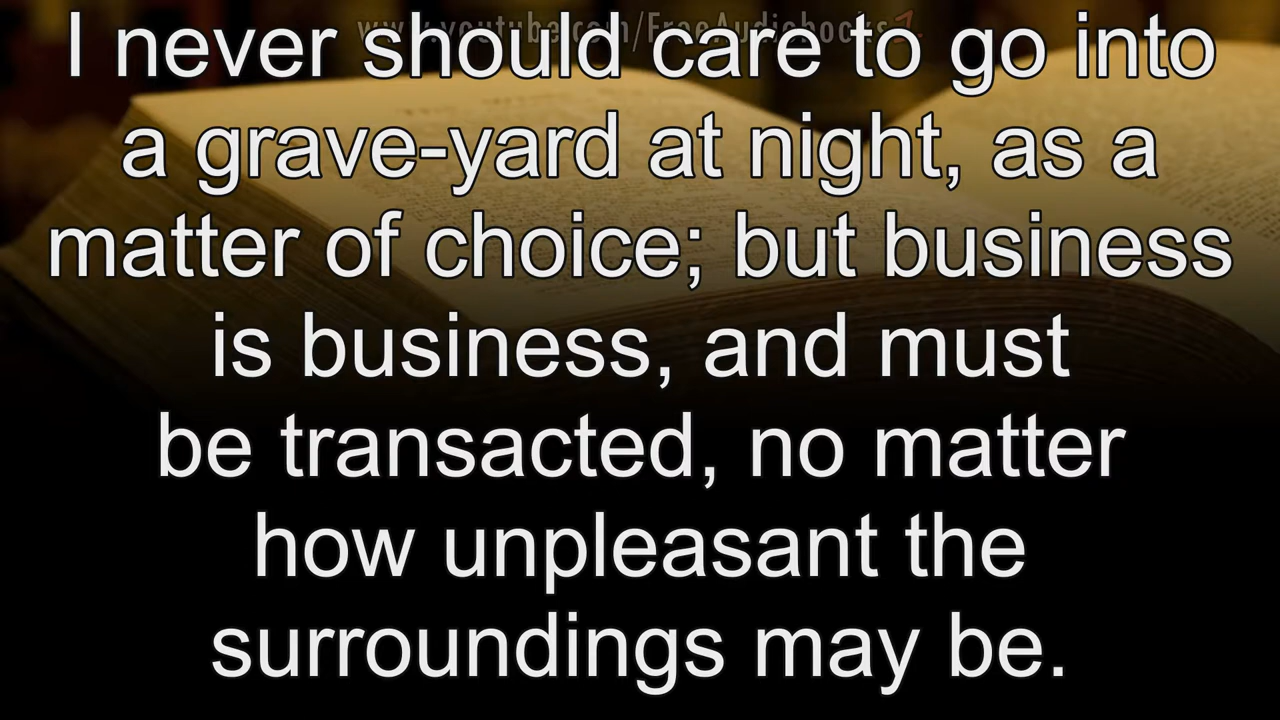 www.youtube.com/FreeAudiobooks
I never should care to go into
a grave-yard at night, as a
matter of choice; but business
is business, and must
be transacted, no matter
how unpleasant the
surroundings may be.